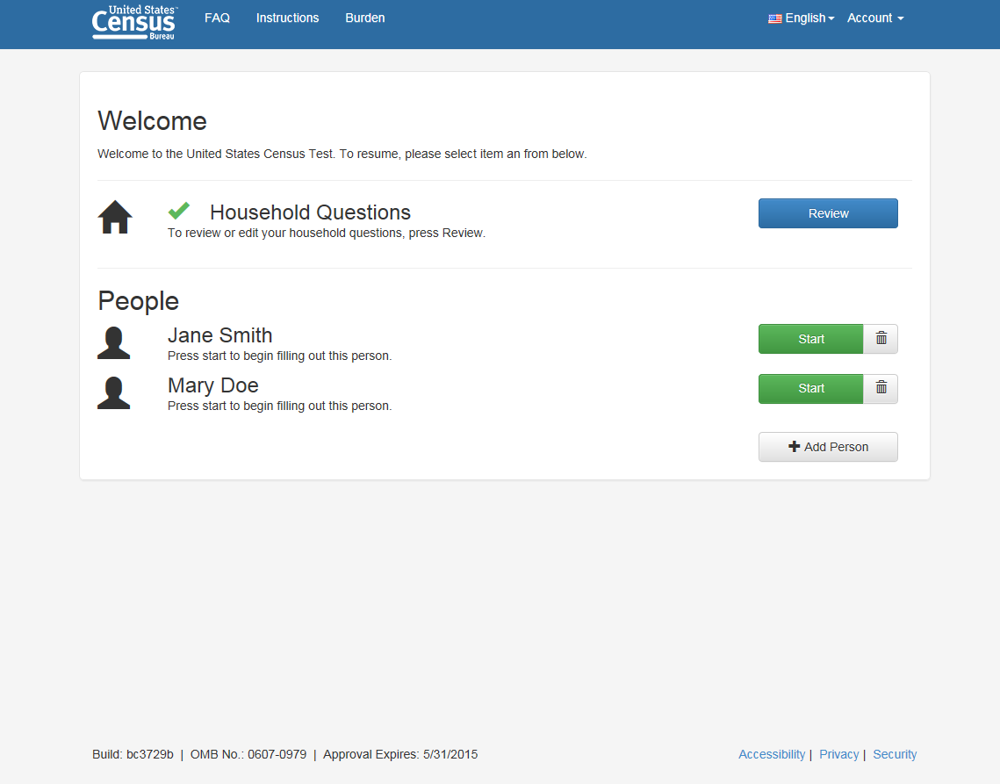 United States™
Census
Bureau
FAQ Instructions Burden English Account
Welcome
Welcome to the United States Census Test. To resume, please select item an from below.
Household Questions
Review
To review or edit your household questions, press Review.
People
Jane Smith
Start
Press start to begin filling out this person.
Mary Doe
Start
Press start to begin filling out this person.
Add Person
Build: bc3729b | OMB No.: 0607-0979 | Approval Expires: 5/31/2015
Accessibility | Privacy | Security